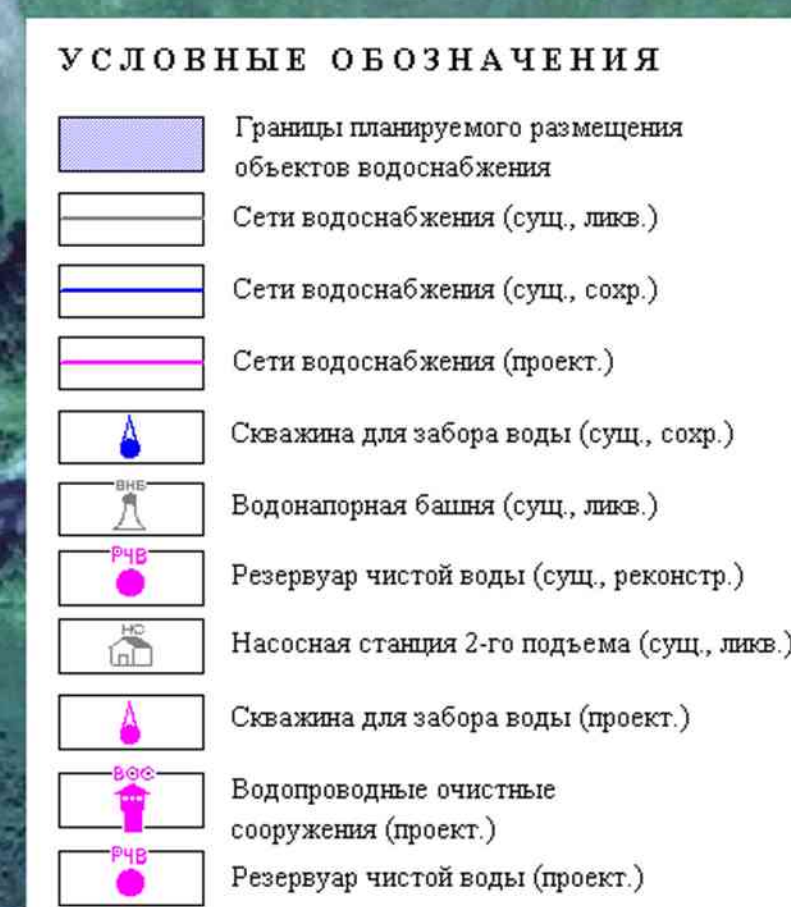 УСЛОВНЫЕ ОБОЗНАЧЕНИЯ
Границы планируемого размещения
объектов водоснабжения
Сети водоснабжения (сущ., ликв.)
Сети водоснабжения (сущ., сохр.)
Сети водоснабжения (проект.)
Скважина для забора воды (сущ., сохр.)
ВНБ
Водонапорная башня (сущ., ликв.)
РЧВ
Резервуар чистой воды (сущ., реконстр.)
НС
Насосная станция 2-го подъема (сущ., ликв.)
Скважина для забора воды (проект.)
ВОС
Водопроводные очистные
сооружения (проект.)
РЧВ
Резервуар чистой воды (проект.)